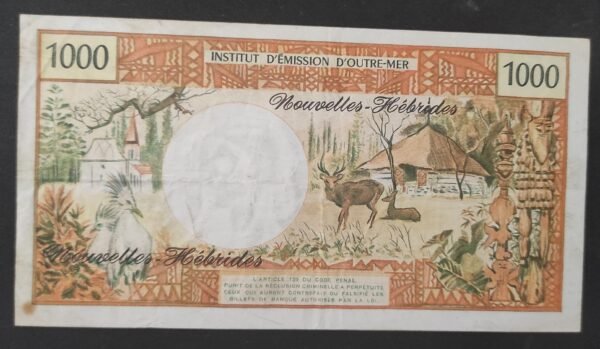 1000
INSTITUT D'ÉMISSION D'OUTRE-MER
1000
Nouvelles-Hébrides
Nouvelles-Hébrides
L'ARTICLE 139 DU CODE PENAL
PUNIT DE LA RÉCLUSION CRIMINELLE A PERPÉTUITÉ
CEUX QUI AURONT CONTREFAIT OU FALSIFIÉ LES
BILLETS DE BANQUE AUTORISÉS PAR LA LOI.